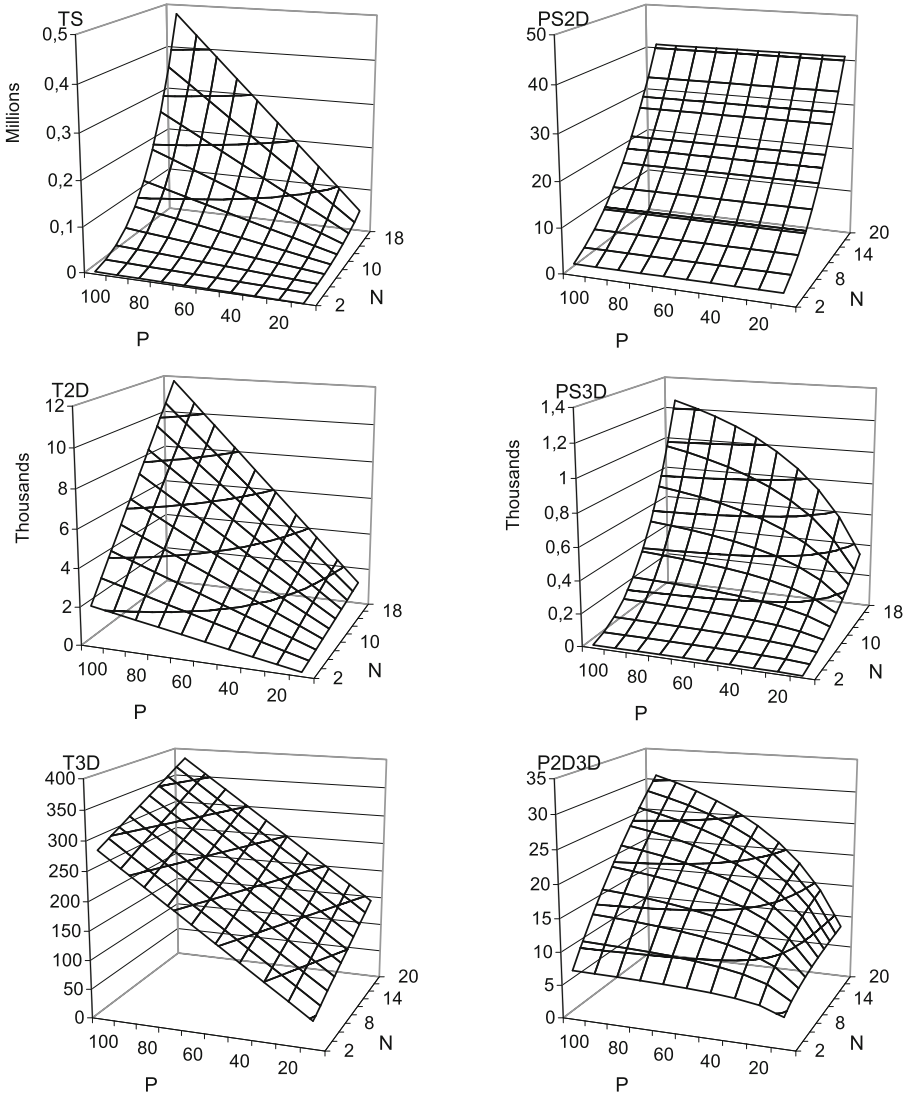 TS
0,5
0,4
0,3
0,2
0,1
0
Millions
100 80 60 40 20
P
2 10 18
N
PS2D
50
40
30
20
10
0
100 80 60 40 20
P
2 8 14 20
N
T2D
12
10
8
6
4
2
0
Thousands
100 80 60 40 20
P
2 10 18
N
PS3D
1,4
1,2
1
0,8
0,6
0,4
0,2
0
Thousands
100 80 60 40 20
P
2 10 18
N
T3D
400
350
300
250
200
150
100
50
0
100 80 60 40 20
P
2 8 14 20
N
P2D3D
35
30
25
20
15
10
5
0
100 80 60 40 20
P
2 8 14 20
N